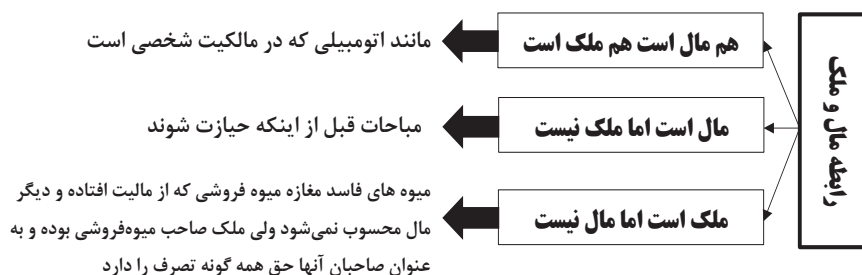 رابطه مال و ملک
هم مال است هم ملک است
مانند اتومبیلی که در مالکیت شخصی است
مال است اما ملک نیست
مباحات قبل از اینکه حیازت شوند
ملک است اما مال نیست
میوه های فاسد مغازه میوه فروشی که از مالیت افتاده و دیگر
مال محسوب نمی‌شود ولی ملک صاحب میوه‌فروشی بوده و به
عنوان صاحبان آنها حق همه گونه تصرف را دارد